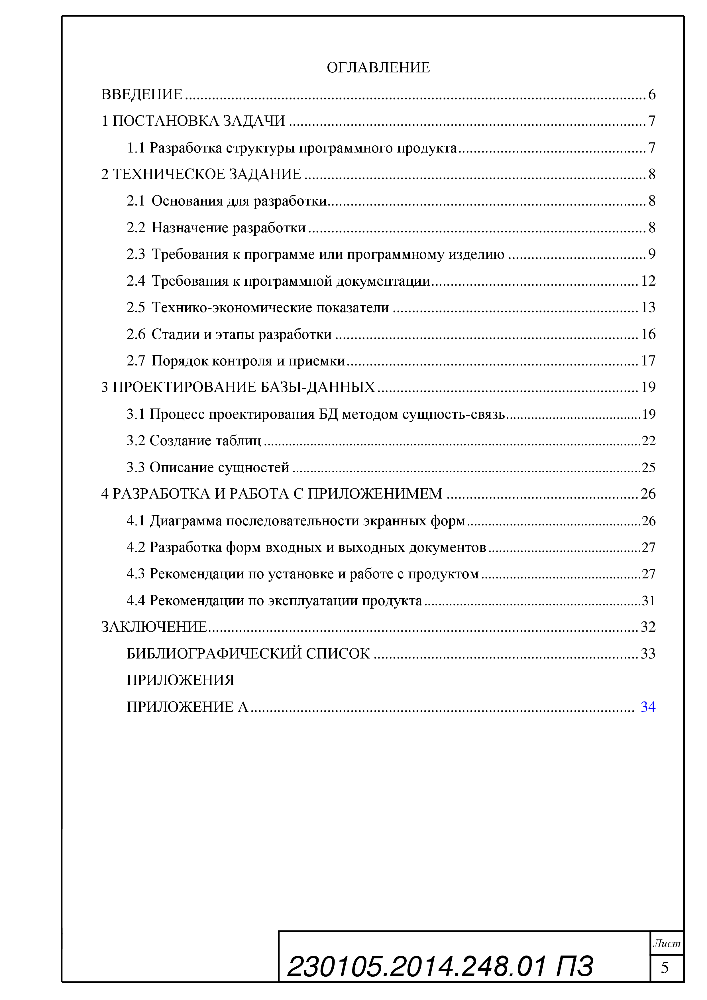 ОГЛАВЛЕНИЕ
ВВЕДЕНИЕ........................................................................................................................ 6
1 ПОСТАНОВКА ЗАДАЧИ ............................................................................................. 7
1.1 Разработка структуры программного продукта................................................. 7
2 ТЕХНИЧЕСКОЕ ЗАДАНИЕ ......................................................................................... 8
2.1 Основания для разработки................................................................................... 8
2.2 Назначение разработки ........................................................................................ 8
2.3 Требования к программе или программному изделию .................................... 9
2.4 Требования к программной документации...................................................... 12
2.5 Технико-экономические показатели ................................................................ 13
2.6 Стадии и этапы разработки ............................................................................... 16
2.7 Порядок контроля и приемки............................................................................ 17
3 ПРОЕКТИРОВАНИЕ БАЗЫ-ДАННЫХ.................................................................... 19
3.1 Процесс проектирования БД методом сущность-связь...................................19
3.2 Создание таблиц ..................................................................................................22
3.3 Описание сущностей ...........................................................................................25
4 РАЗРАБОТКА И РАБОТА С ПРИЛОЖЕНИМЕМ .................................................. 26
4.1 Диаграмма последовательности экранных форм..............................................26
4.2 Разработка форм входных и выходных документов ........................................27
4.3 Рекомендации по установке и работе с продуктом ..........................................27
4.4 Рекомендации по эксплуатации продукта.........................................................31
ЗАКЛЮЧЕНИЕ................................................................................................................ 32
БИБЛИОГРАФИЧЕСКИЙ СПИСОК ..................................................................... 33
ПРИЛОЖЕНИЯ
ПРИЛОЖЕНИЕ А.................................................................................................... 34
Лист
230105.2014.248.01 ПЗ
5